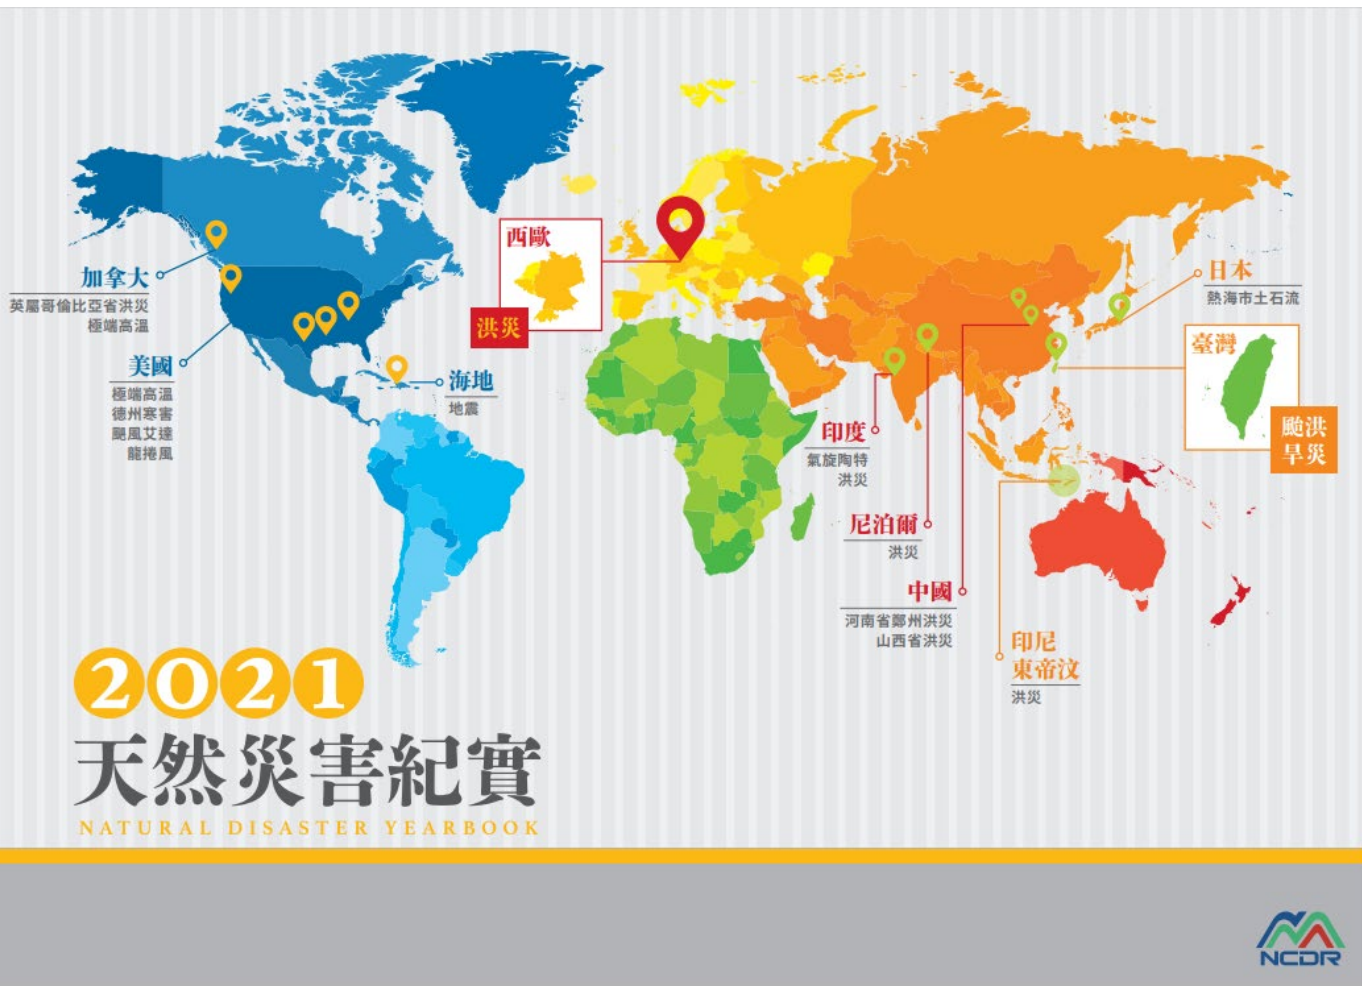 西歐
洪災
加拿大
英屬哥倫比亞省洪災
極端高溫
美國
極端高溫
德州寒害
颶風艾達
龍捲風
海地
地震
日本
熱海市土石流
臺灣
颱洪
旱災
印度
氣旋陶特
洪災
尼泊爾
洪災
中國
河南省鄭州洪災
山西省洪災
印尼
東帝汶
洪災
2021
天然災害紀實
NATURAL DISASTER YEARBOOK
NCDR